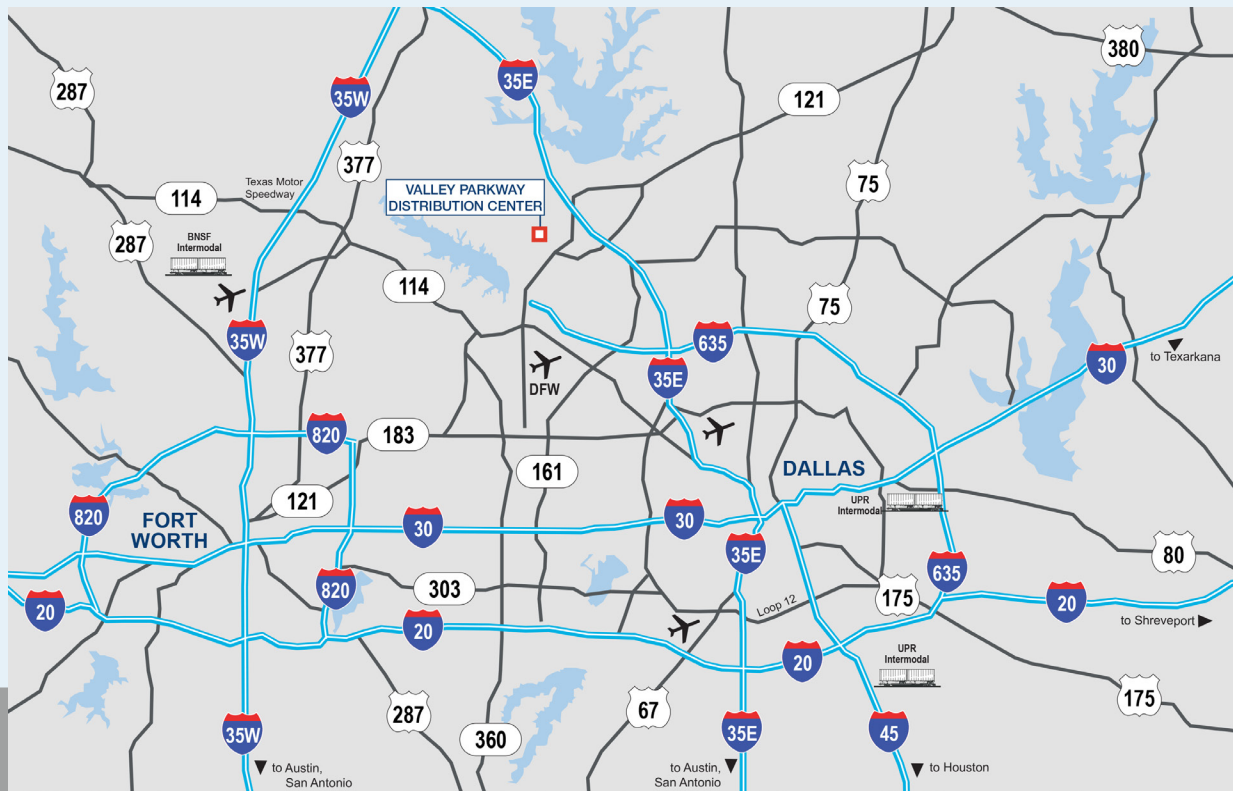 380
35E
287
35W
121
377
75
Texas Motor
Speedway
VALLEY PARKWAY
DISTRIBUTION CENTER
114
287
BNSF
Intermodal
114
75
35W
635
377
to Texarkana
30
35E
DFW
820
183
161
DALLAS
121
UPR
Intermodal
820
FORT
WORTH
30
30
35E
80
635
820
303
175
20
Loop 12
20
20
to Shreveport
20
UPR
Intermodal
175
287
67
35W
360
35E
45
to Austin,
San Antonio
to Austin,
San Antonio
to Houston